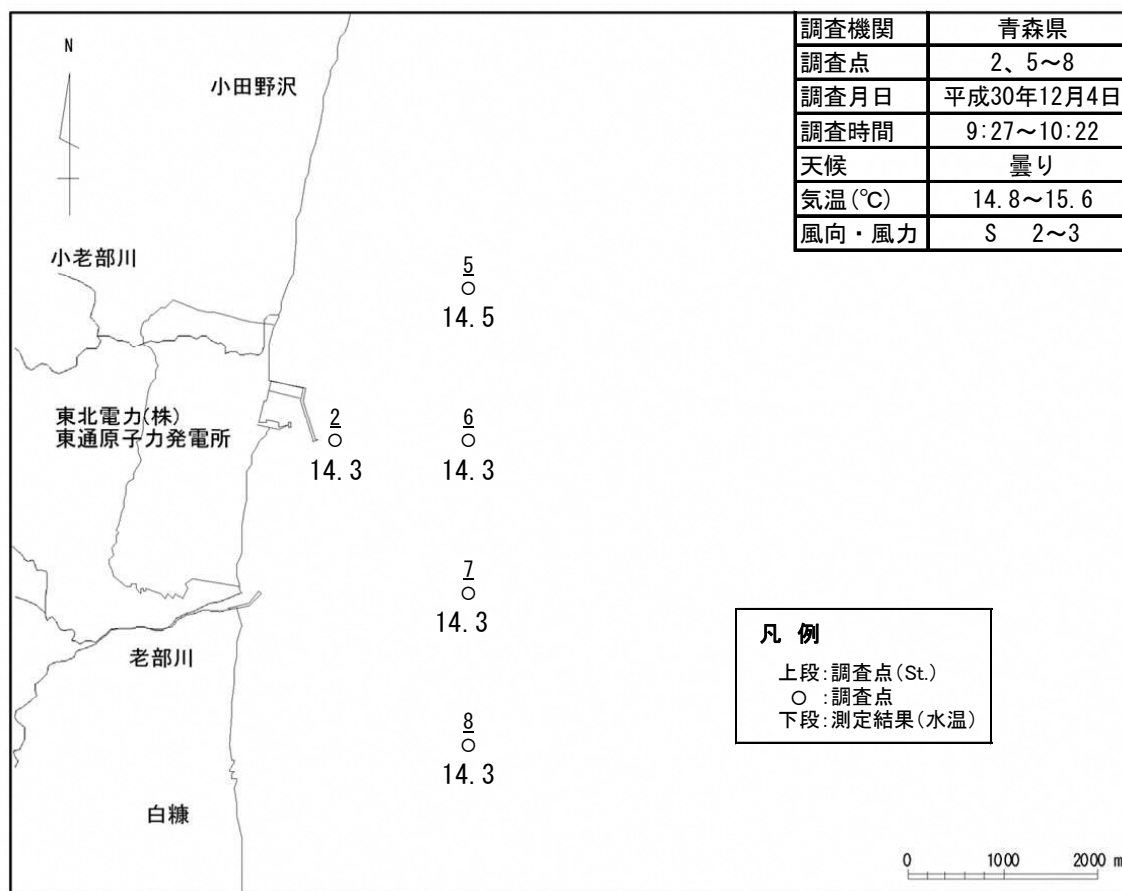 調査機関 青森県
調査点 2、5～8
調査月日 平成30年12月4日
調査時間 9:27～10:22
天候 曇り
気温(℃) 14.8～15.6
風向・風力 S 2～3
N
小田野沢
小老部川
5
14.5
東北電力(株)
東通原子力発電所
2
14.3
6
14.3
7
14.3
老部川
8
14.3
白糠
凡 例
上段:調査点(St.)
○ :調査点
下段:測定結果(水温)
0 1000 2000 m